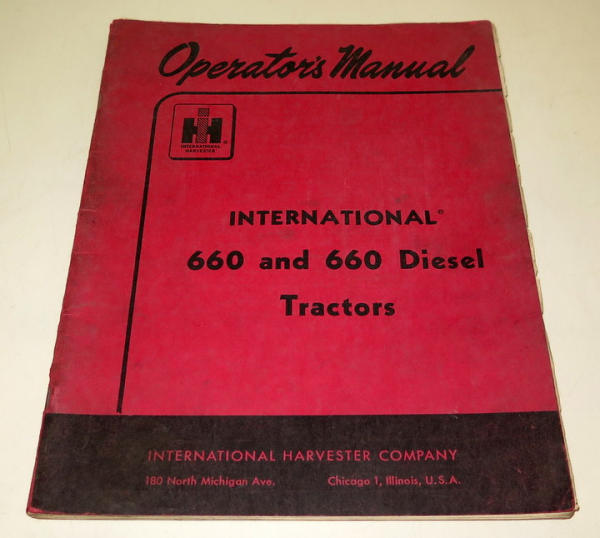 Operator's Manual
IH ®
INTERNATIONAL
HARVESTER
INTERNATIONAL®
660 and 660 Diesel
Tractors
INTERNATIONAL HARVESTER COMPANY
180 North Michigan Ave. Chicago 1, Illinois, U.S.A.